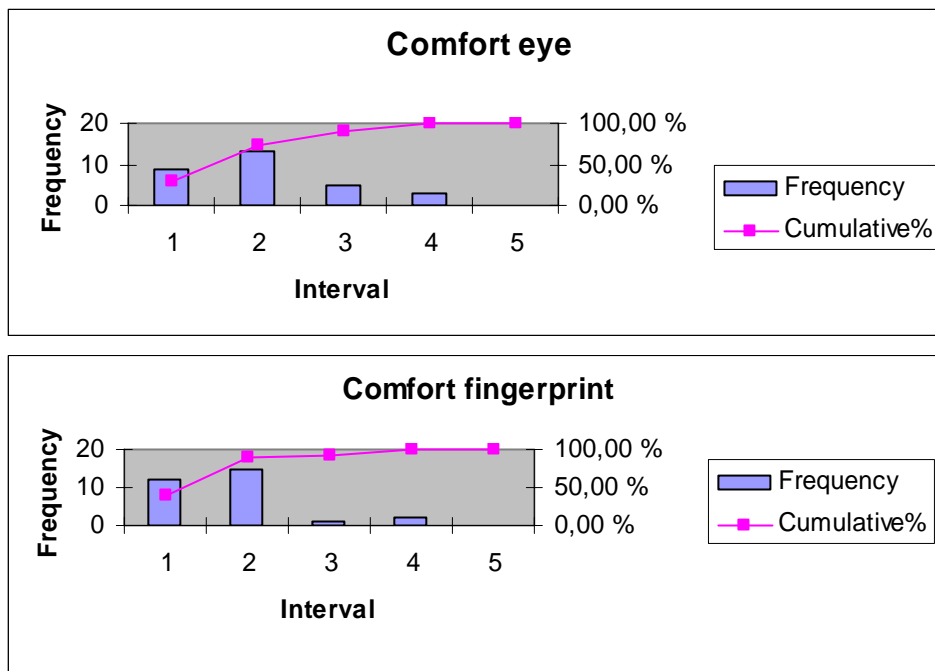 Comfort eye
Frequency
20
10
0
100,00 %
50,00 %
0,00 %
1 2 3 4 5
Interval
Frequency
Cumulative%
Comfort fingerprint
Frequency
20
10
0
100,00 %
50,00 %
0,00 %
1 2 3 4 5
Interval
Frequency
Cumulative%